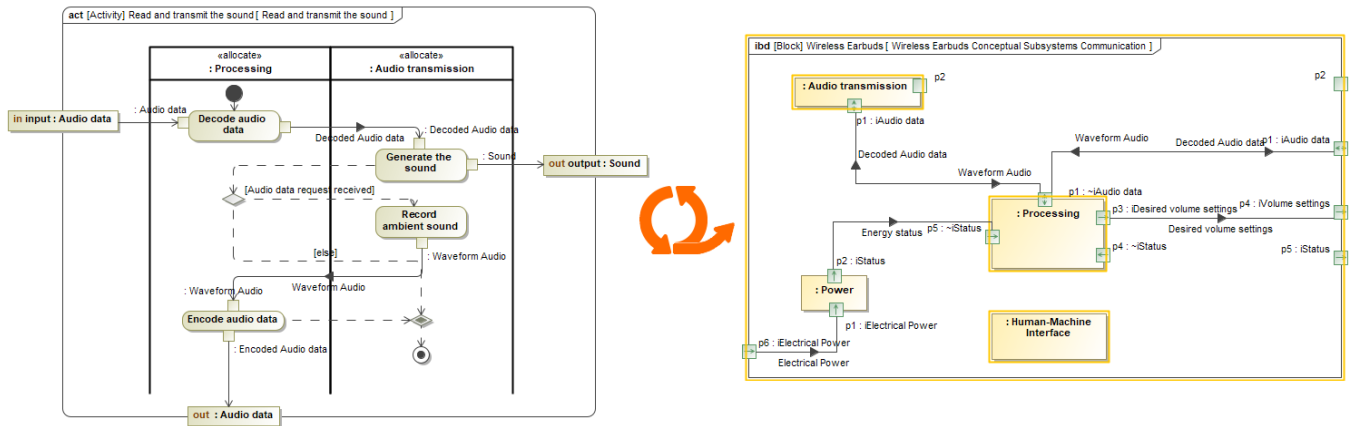 act [Activity] Read and transmit the sound [ Read and transmit the sound ]
«allocate»
: Processing
«allocate»
: Audio transmission
in input : Audio data
: Audio data
Decode audio
data
Decoded Audio data
: Decoded Audio data
Generate the
sound
: Sound
out output : Sound
[Audio data request received]
Record
ambient sound
[else]
: Waveform Audio
Waveform Audio
: Waveform Audio
Encode audio data
: Encoded Audio data
out : Audio data
ibd [Block] Wireless Earbuds [ Wireless Earbuds Conceptual Subsystems Communication ]
: Audio transmission
p2
p2
p1 : iAudio data
Waveform Audio
Decoded Audio data
p1 : iAudio data
Decoded Audio data
Waveform Audio
p1 : ~iAudio data
: Processing
p3 : iDesired volume settings
p4 : iVolume settings
Desired volume settings
Energy status
p5 : ~iStatus
p4 : ~iStatus
p5 : iStatus
p2 : iStatus
: Power
p1 : iElectrical Power
: Human-Machine
Interface
p6 : iElectrical Power
Electrical Power